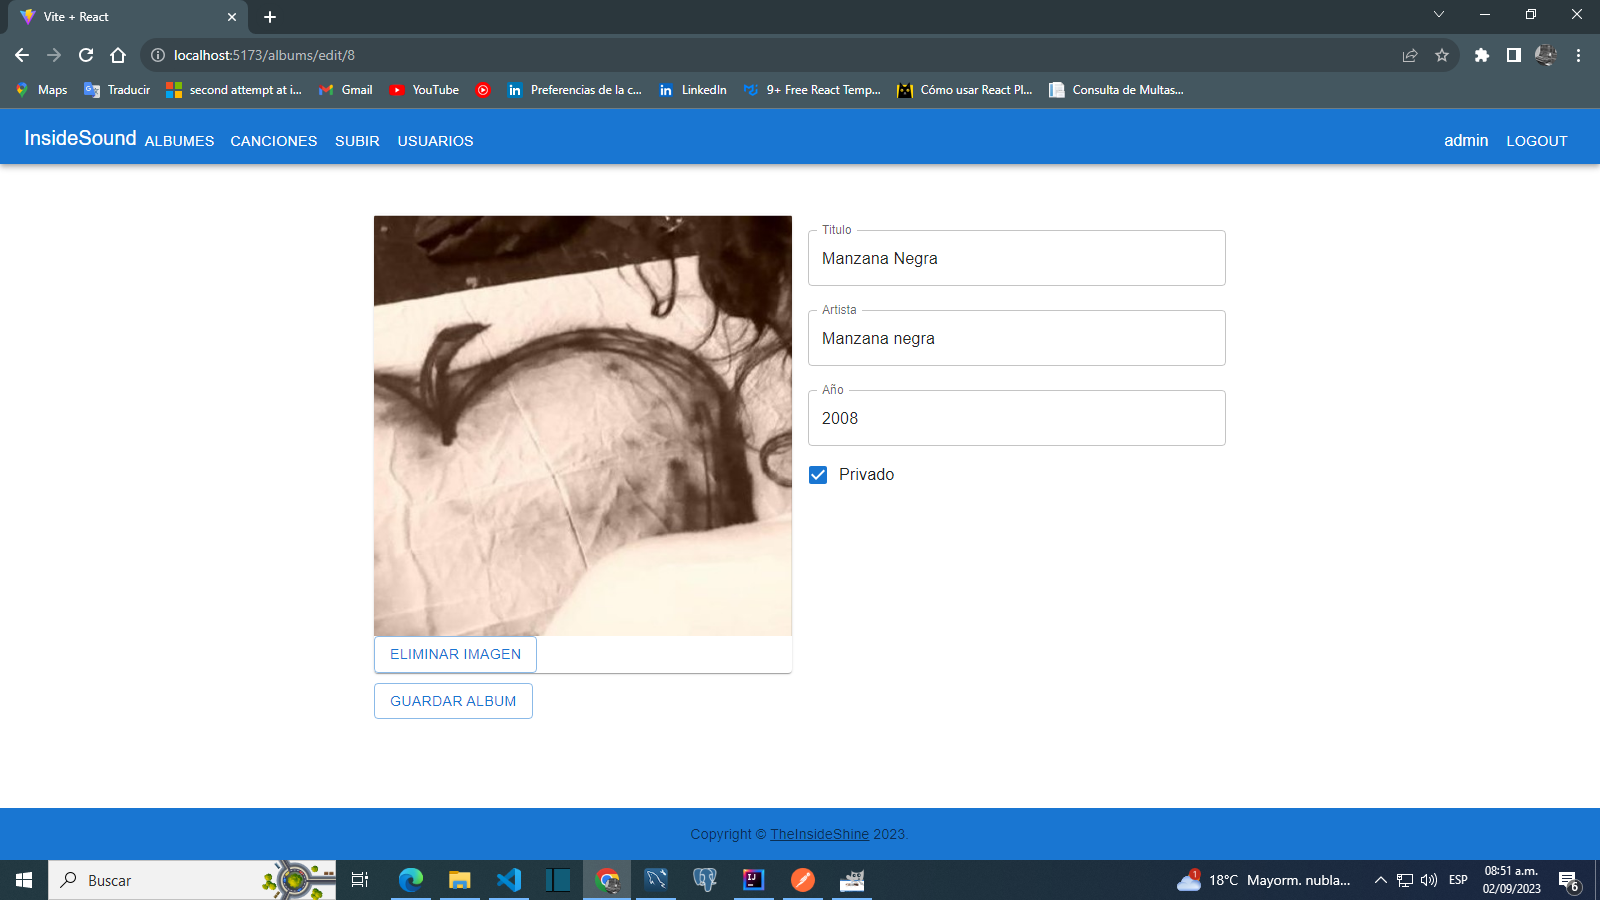 Vite + React
localhost:5173/albums/edit/8
Maps Traducir second attempt at i... Gmail YouTube Preferencias de la c... LinkedIn 9+ Free React Temp... Cómo usar React Pl... Consulta de Multas...
InsideSound ALBUMES CANCIONES SUBIR USUARIOS admin LOGOUT
Titulo
Manzana Negra
Artista
Manzana negra
Año
2008
Privado
ELIMINAR IMAGEN
GUARDAR ALBUM
Copyright © TheInsideShine 2023.
Buscar
1
18°C Mayorm. nubla...
ESP
08:51 a.m.
02/09/2023
6